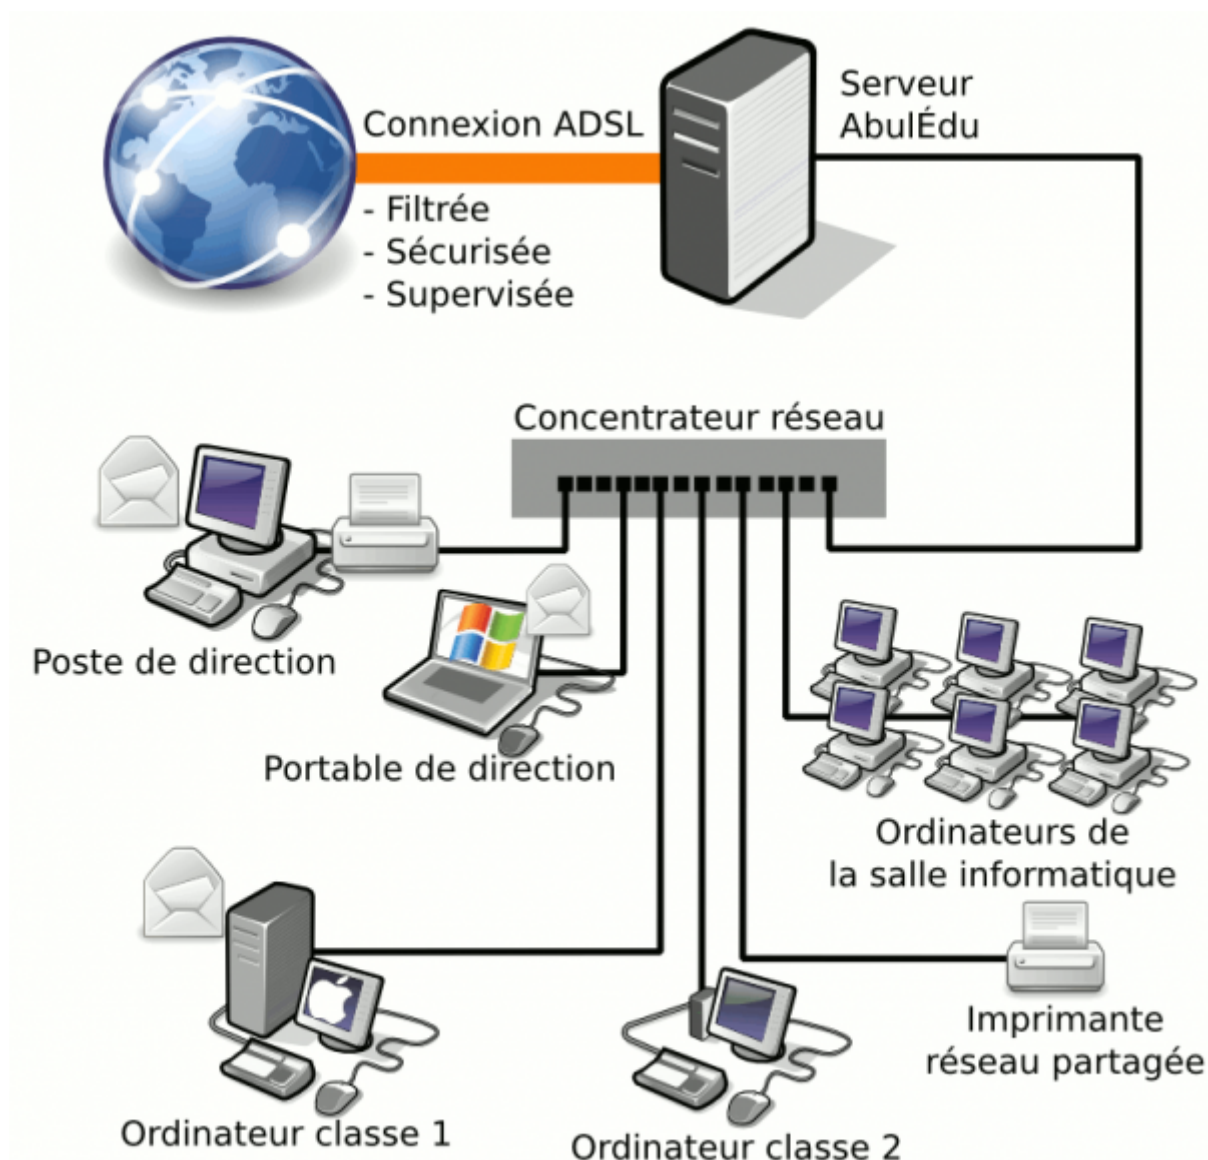 Connexion ADSL
- Filtrée
- Sécurisée
- Supervisée
Serveur
AbulÉdu
Concentrateur réseau
Poste de direction
Portable de direction
Ordinateurs de
la salle informatique
Imprimante
réseau partagée
Ordinateur classe 1
Ordinateur classe 2